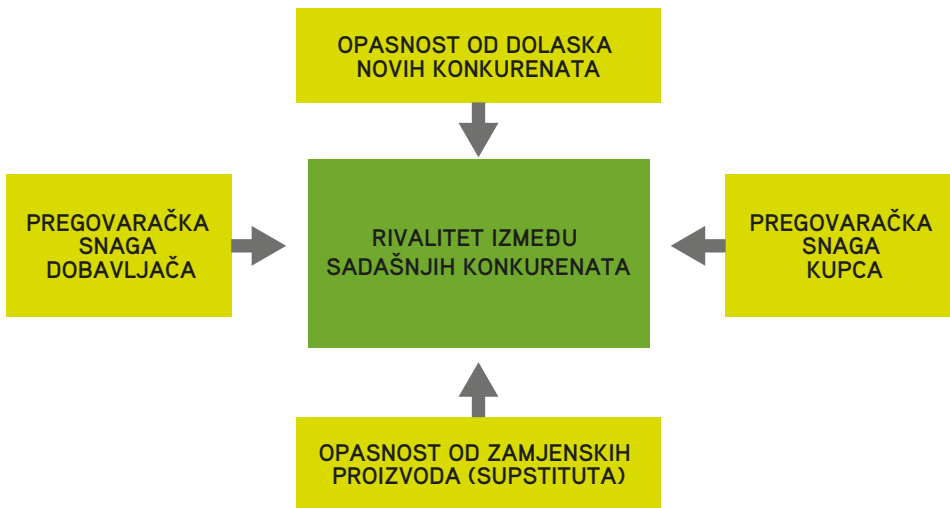 OPASNOST OD DOLASKA
NOVIH KONKURENATA
PREGOVARAČKA
SNAGA
DOBAVLJAČA
RIVALITET IZMEĐU
SADAŠNJIH KONKURENATA
PREGOVARAČKA
SNAGA
KUPCA
OPASNOST OD ZAMJENSKIH
PROIZVODA (SUPSTITUTA)